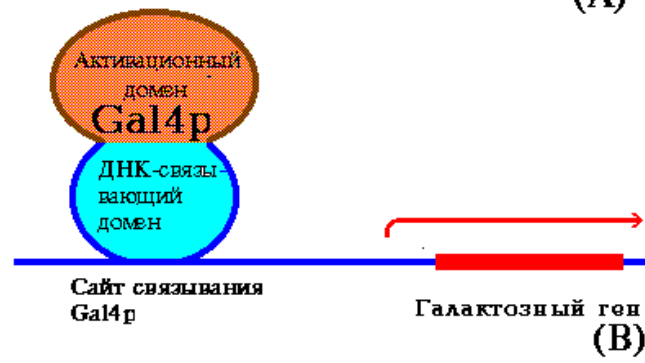 (A)
Активационный
домен
Gal4p
ДНК-связы-
вающий
домен
Сайт связывания
Gal4p
Галактозный ген
(B)